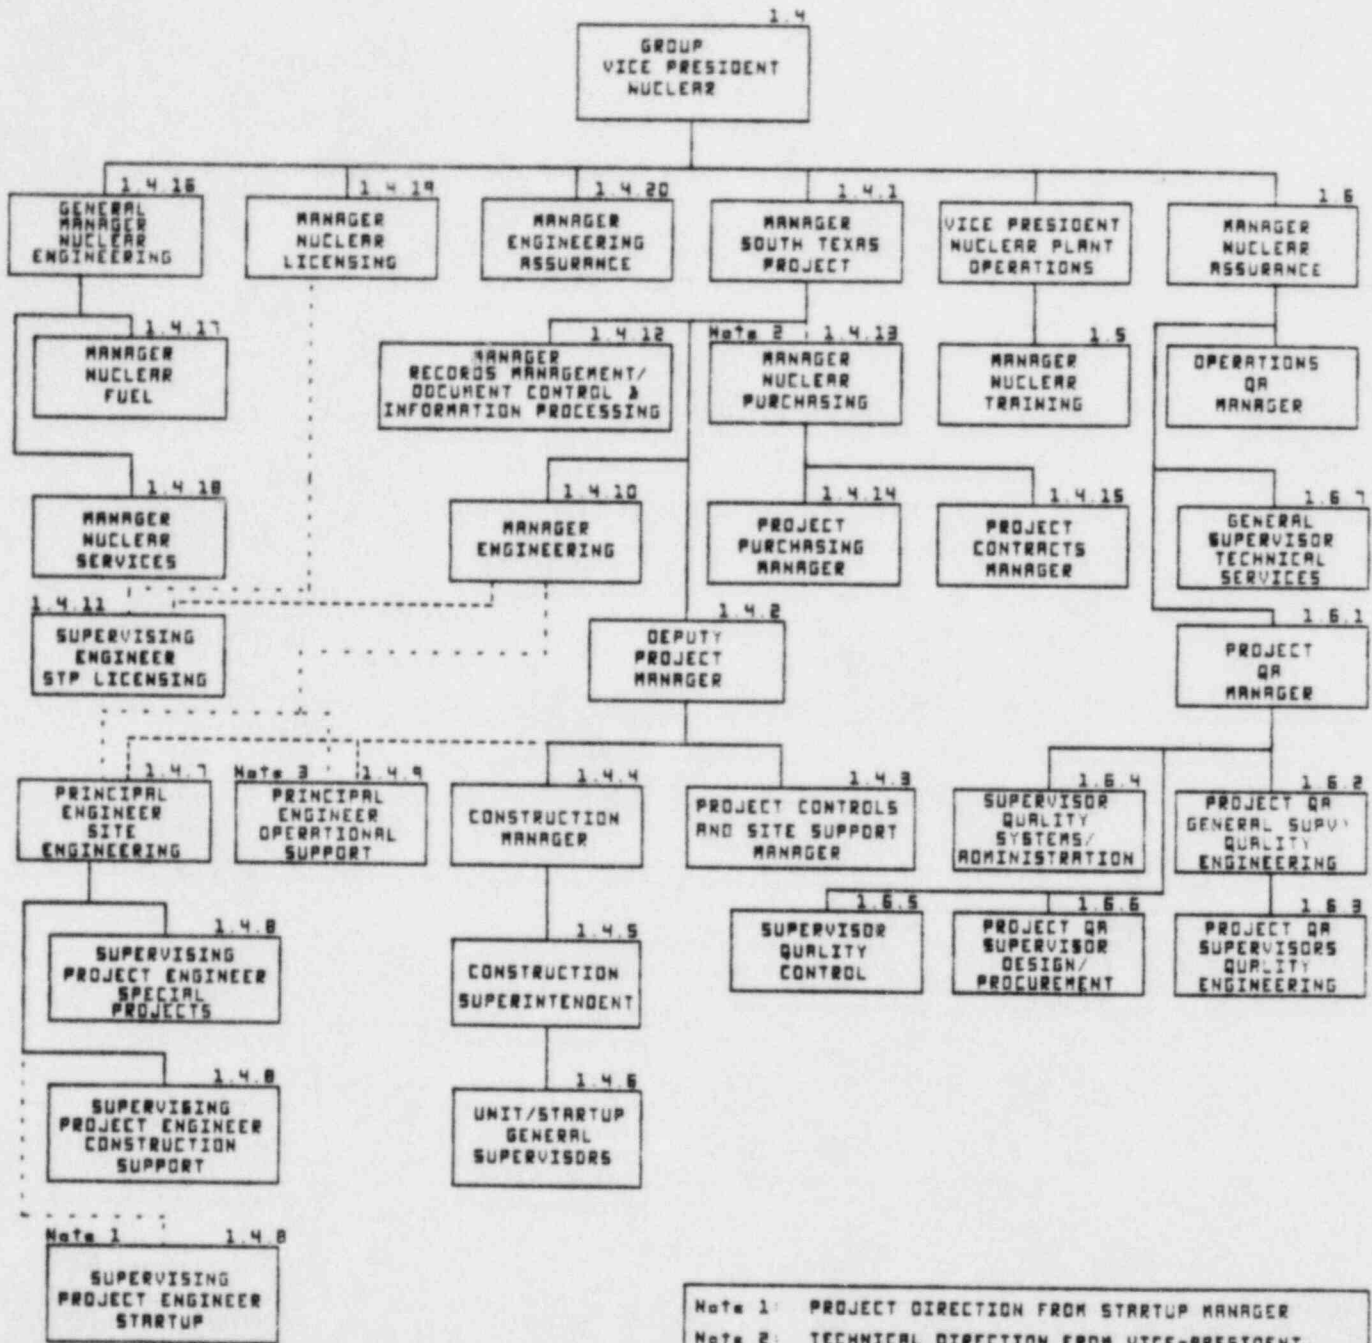 1.4
GROUP
VICE PRESIDENT
NUCLEAR
1.4.16
GENERAL
MANAGER
NUCLEAR
ENGINEERING
1.4.19
MANAGER
NUCLEAR
LICENSING
1.4.20
MANAGER
ENGINEERING
ASSURANCE
1.4.1
MANAGER
SOUTH TEXAS
PROJECT
VICE PRESIDENT
NUCLEAR PLANT
OPERATIONS
1.6
MANAGER
NUCLEAR
ASSURANCE
1.4.17
MANAGER
NUCLEAR
FUEL
1.4.12
MANAGER
RECORDS MANAGEMENT/
DOCUMENT CONTROL &
INFORMATION PROCESSING
Note 2 1.4.13
MANAGER
NUCLEAR
PURCHASING
1.5
MANAGER
NUCLEAR
TRAINING
OPERATIONS
QA
MANAGER
1.4.18
MANAGER
NUCLEAR
SERVICES
1.4.10
MANAGER
ENGINEERING
1.4.14
PROJECT
PURCHASING
MANAGER
1.4.15
PROJECT
CONTRACTS
MANAGER
1.6.7
GENERAL
SUPERVISOR
TECHNICAL
SERVICES
1.4.11
SUPERVISING
ENGINEER
STP LICENSING
1.4.2
DEPUTY
PROJECT
MANAGER
1.6.1
PROJECT
QA
MANAGER
1.4.7
PRINCIPAL
ENGINEER
SITE
ENGINEERING
Note 3 1.4.9
PRINCIPAL
ENGINEER
OPERATIONAL
SUPPORT
1.4.4
CONSTRUCTION
MANAGER
1.4.3
PROJECT CONTROLS
AND SITE SUPPORT
MANAGER
1.6.4
SUPERVISOR
QUALITY
SYSTEMS/
ADMINISTRATION
1.6.2
PROJECT QA
GENERAL SUPV
QUALITY
ENGINEERING
1.4.8
SUPERVISING
PROJECT ENGINEER
SPECIAL
PROJECTS
1.4.5
CONSTRUCTION
SUPERINTENDENT
1.6.5
SUPERVISOR
QUALITY
CONTROL
1.6.6
PROJECT QA
SUPERVISOR
DESIGN/
PROCUREMENT
1.6.3
PROJECT QA
SUPERVISORS
QUALITY
ENGINEERING
1.4.8
SUPERVISING
PROJECT ENGINEER
CONSTRUCTION
SUPPORT
1.4.6
UNIT/STARTUP
GENERAL
SUPERVISORS
Note 1 1.4.8
SUPERVISING
PROJECT ENGINEER
STARTUP
Note 1: PROJECT DIRECTION FROM STARTUP MANAGER
Note 2: TECHNICAL DIRECTION FROM VICE-PRESIDENT